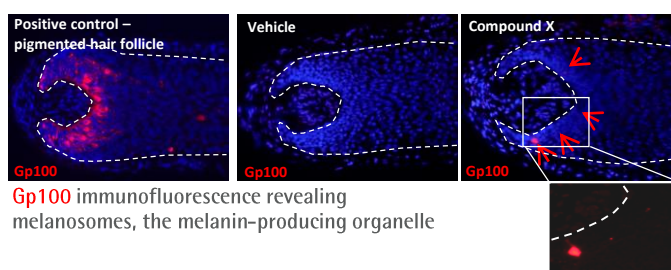 Positive control –
pigmented hair follicle
Vehicle
Compound X
Gp100
Gp100
Gp100
Gp100 immunofluorescence revealing
melanosomes, the melanin-producing organelle